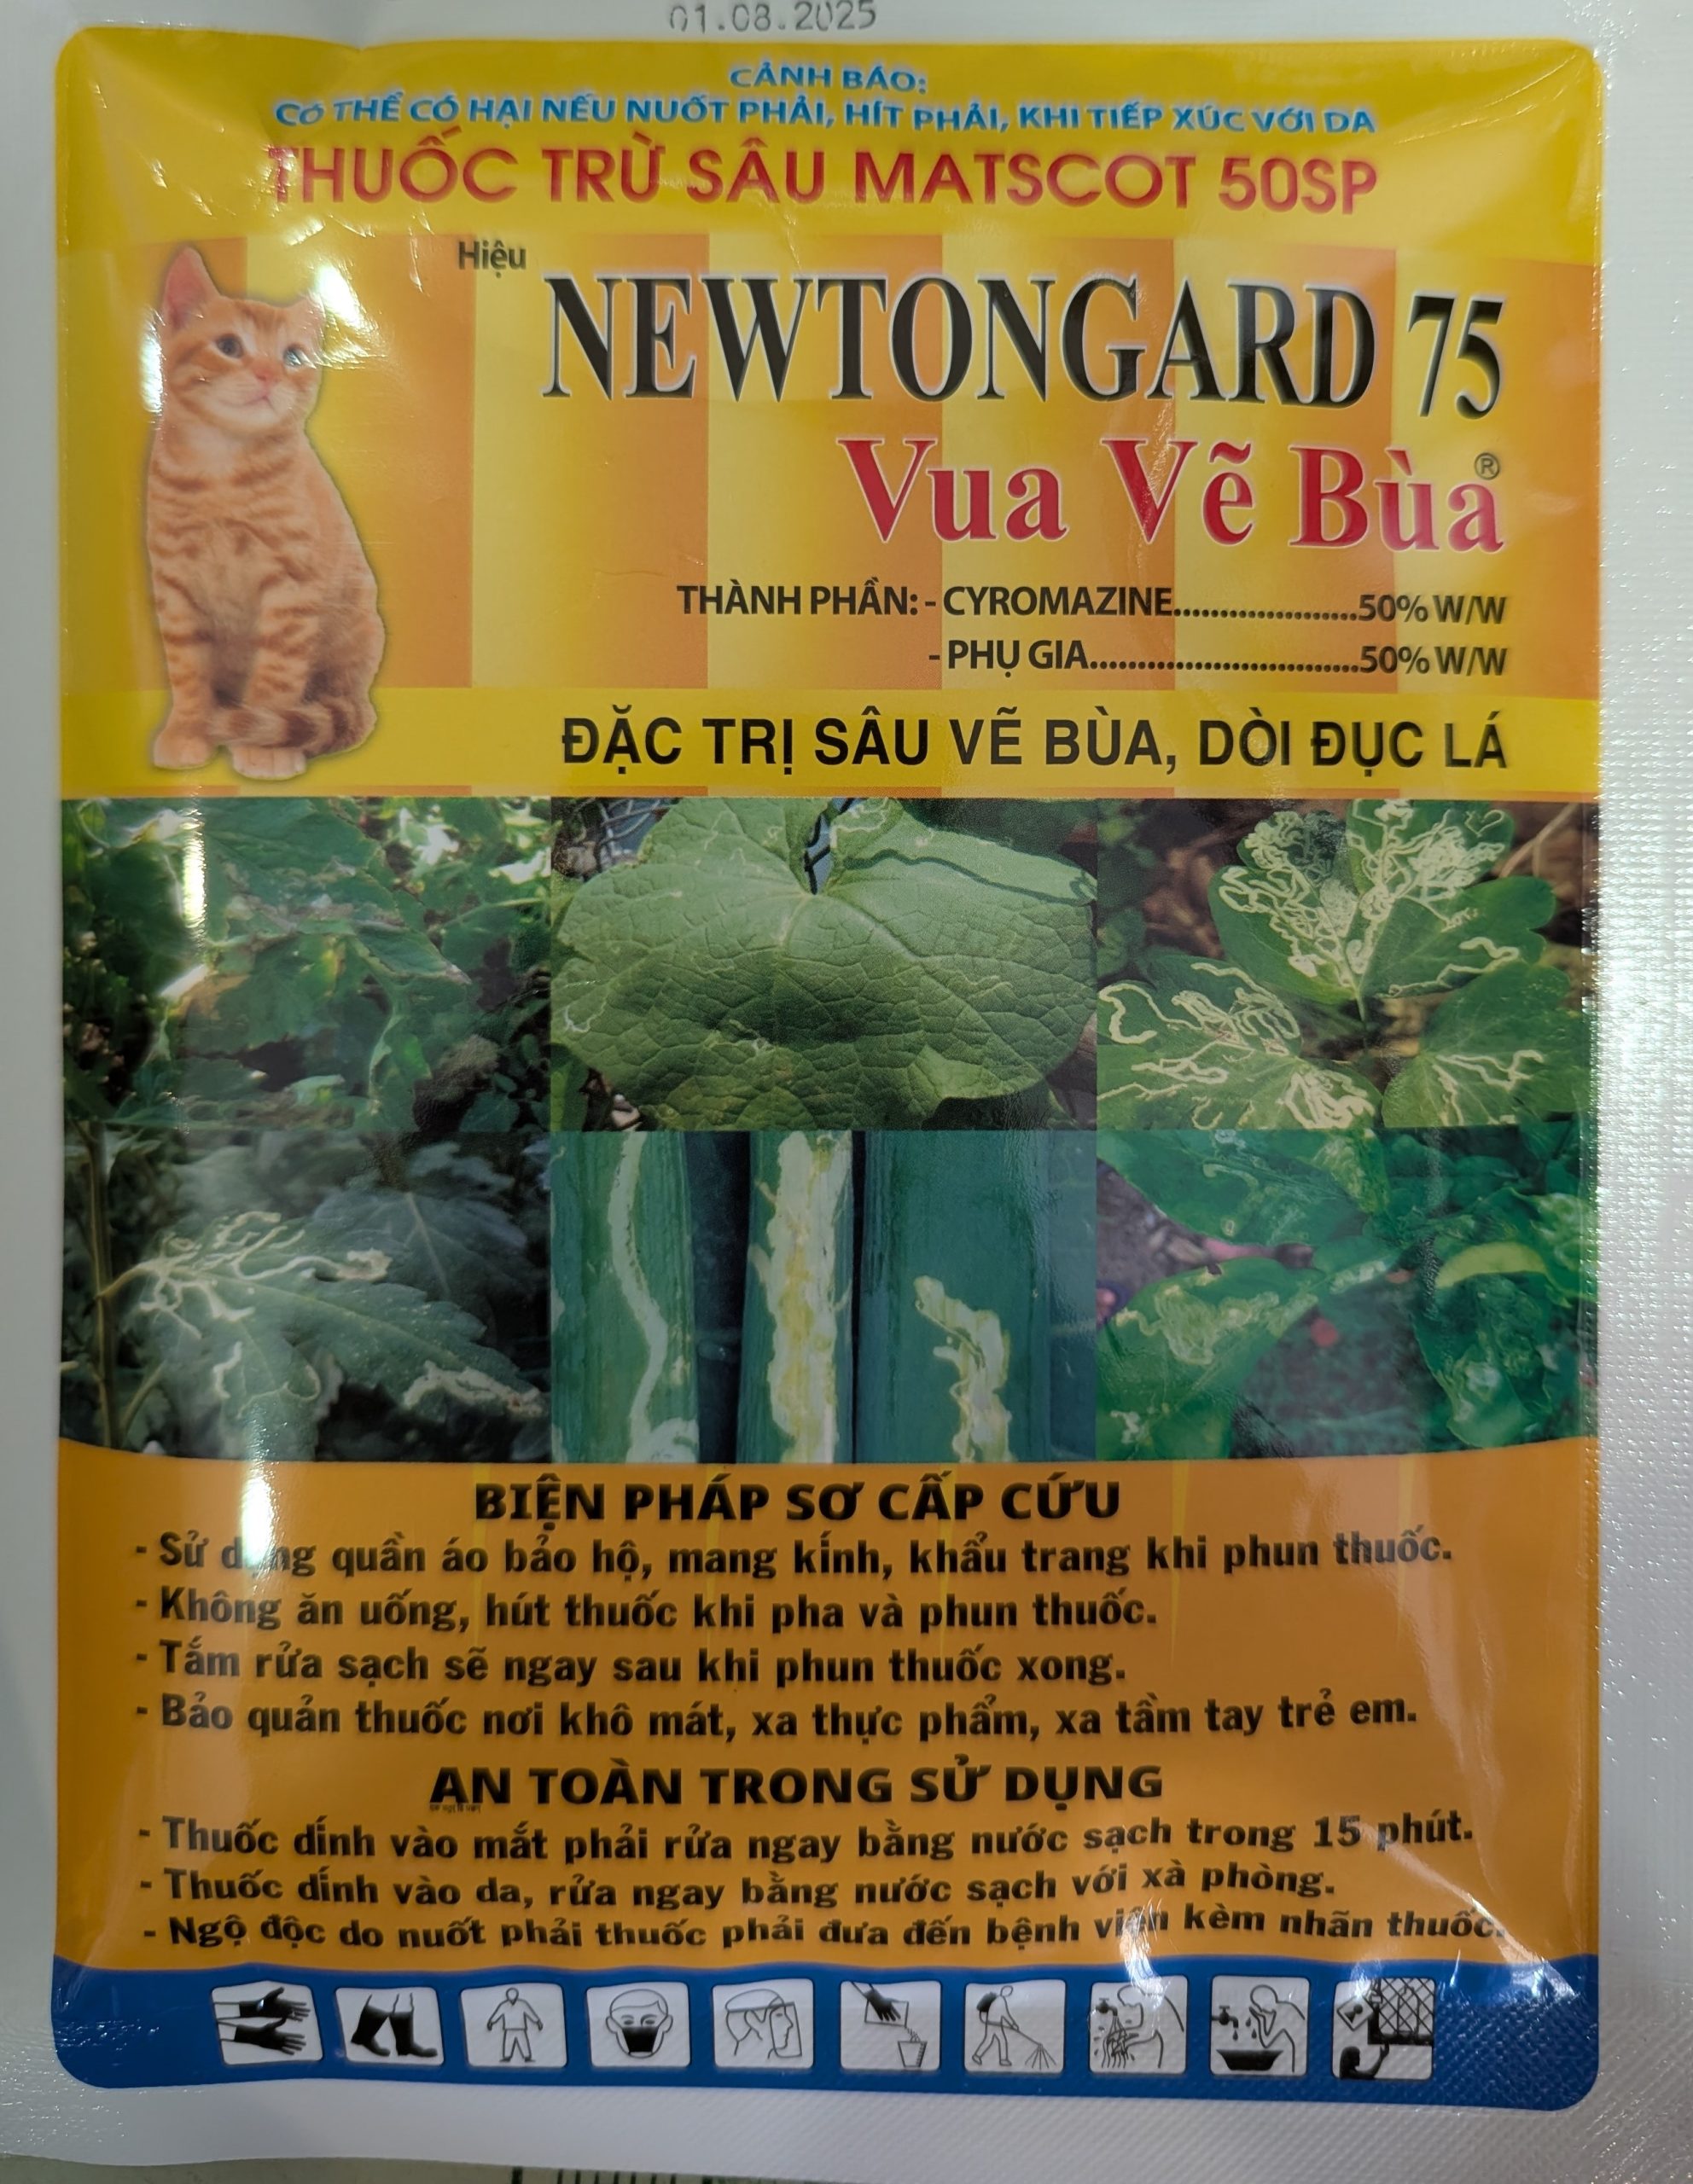 01.08.2025
CẢNH BÁO:
CÓ THỂ CÓ HẠI NẾU NUỐT PHẢI, HÍT PHẢI, KHI TIẾP XÚC VỚI DA
THUỐC TRỪ SÂU MATSCOT 50SP
Hiệu
NEWTONGARD 75
Vua Vẽ Bùa®
THÀNH PHẦN: - CYROMAZINE....................50% W/W
- PHỤ GIA.............................50% W/W
ĐẶC TRỊ SÂU VẼ BÙA, DÒI ĐỤC LÁ
BIỆN PHÁP SƠ CẤP CỨU
- Sử dụng quần áo bảo hộ, mang kính, khẩu trang khi phun thuốc.
- Không ăn uống, hút thuốc khi pha và phun thuốc.
- Tắm rửa sạch sẽ ngay sau khi phun thuốc xong.
- Bảo quản thuốc nơi khô mát, xa thực phẩm, xa tầm tay trẻ em.
AN TOÀN TRONG SỬ DỤNG
- Thuốc dính vào mắt phải rửa ngay bằng nước sạch trong 15 phút.
- Thuốc dính vào da, rửa ngay bằng nước sạch với xà phòng.
- Ngộ độc do nuốt phải thuốc phải đưa đến bệnh viện kèm nhãn thuốc.